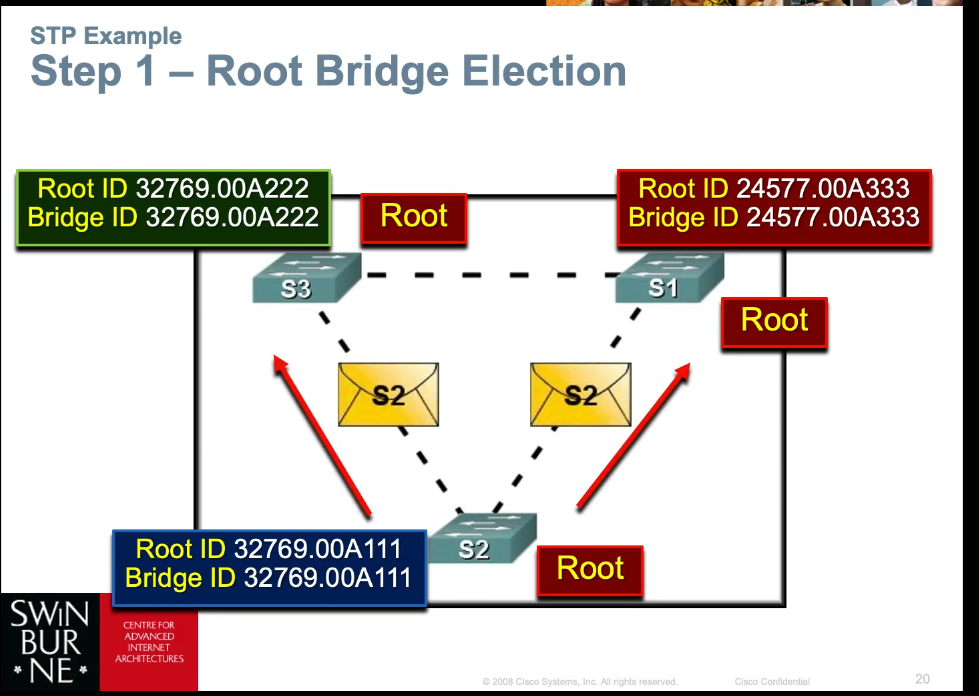 STP Example
Step 1 – Root Bridge Election
Root ID 32769.00A222
Bridge ID 32769.00A222
Root
Root ID 24577.00A333
Bridge ID 24577.00A333
S3
S1
Root
S2
S2
S2
Root ID 32769.00A111
Bridge ID 32769.00A111
Root
SWIN
BUR
* NE *
CENTRE FOR
ADVANCED
INTERNET
ARCHITECTURES
© 2008 Cisco Systems, Inc. All rights reserved.
Cisco Confidential
20